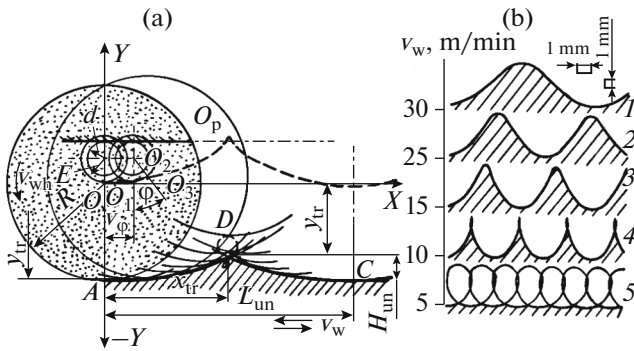 (a)
(b)
Y
v_w, m/min
1 mm
1 mm
d
O_p
30
1
E
O_2
25
2
v_wh
R
O
O_1
φ
O_3
X
20
3
v_φ
y_tr
y_tr
D
15
4
10
A
x_tr
C
H_un
L_un
5
5
v_w
–Y